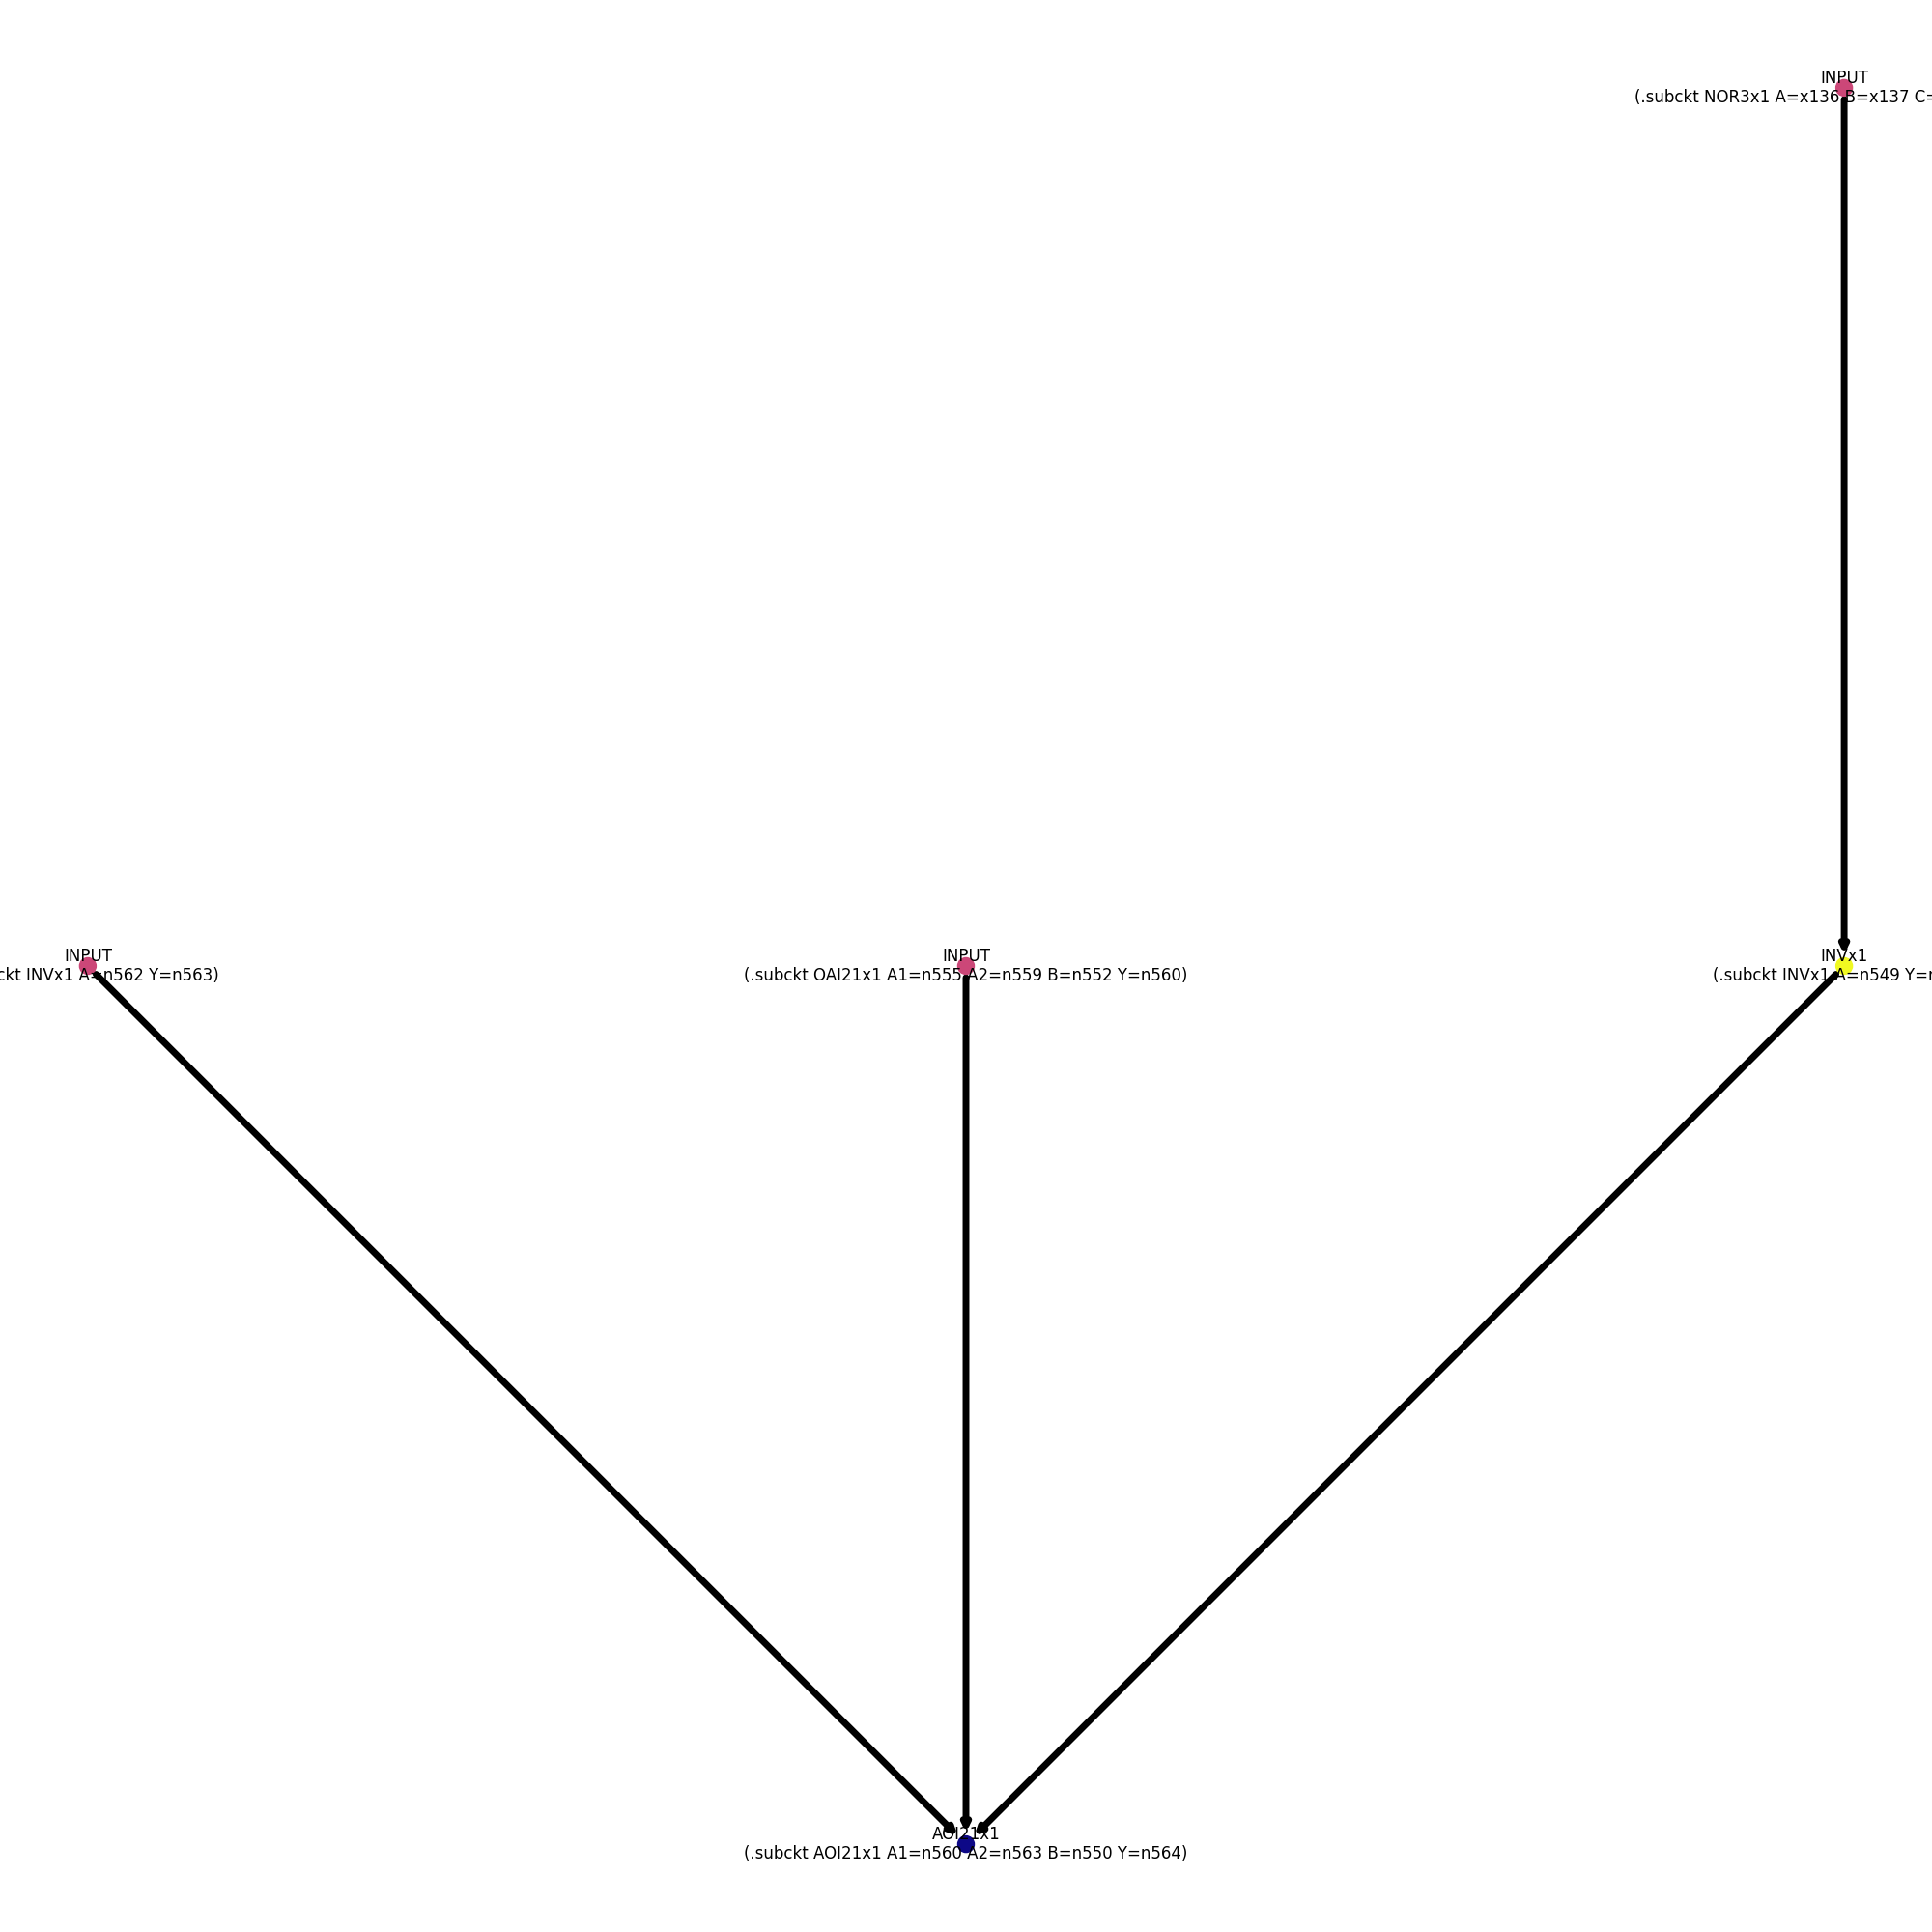 INPUT
(.subckt NOR3x1 A=x136 B=x137 C=
INPUT
ckt INVx1 A=n562 Y=n563)
INPUT
(.subckt OAI21x1 A1=n555 A2=n559 B=n552 Y=n560)
INVx1
(.subckt INVx1 A=n549 Y=
AOI21x1
(.subckt AOI21x1 A1=n560 A2=n563 B=n550 Y=n564)